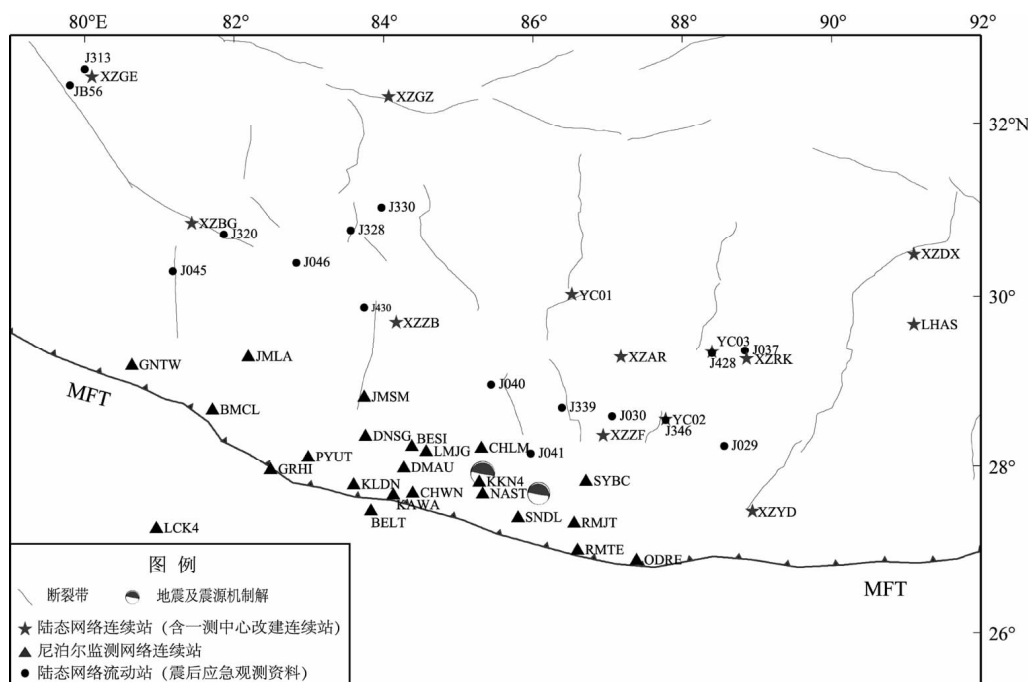 80°E
82°
84°
86°
88°
90°
92°
J313
XZGE
JB56
XZGZ
32°N
J330
XZBG
J320
J328
J046
J045
XZDX
YC01
J430
XZZB
LHAS
YC03
J037
J428
XZRK
GNTW
JMLA
XZAR
MFT
BMCL
JMSM
J040
J339
J030
YC02
J346
XZZF
DNSG
BESI
LMJG
CHLM
J041
J029
28°
30°
PYUT
GRHI
DMAU
KKN4
SYBC
KLDN
CHWN
NAST
KAWA
BELT
SNDL
RMJT
XZYD
LCK4
RMTE
ODRE
MFT
26°
图 例
断裂带
地震及震源机制解
陆态网络连续站(含一测中心改建连续站)
尼泊尔监测网络连续站
陆态网络流动站(震后应急观测资料)